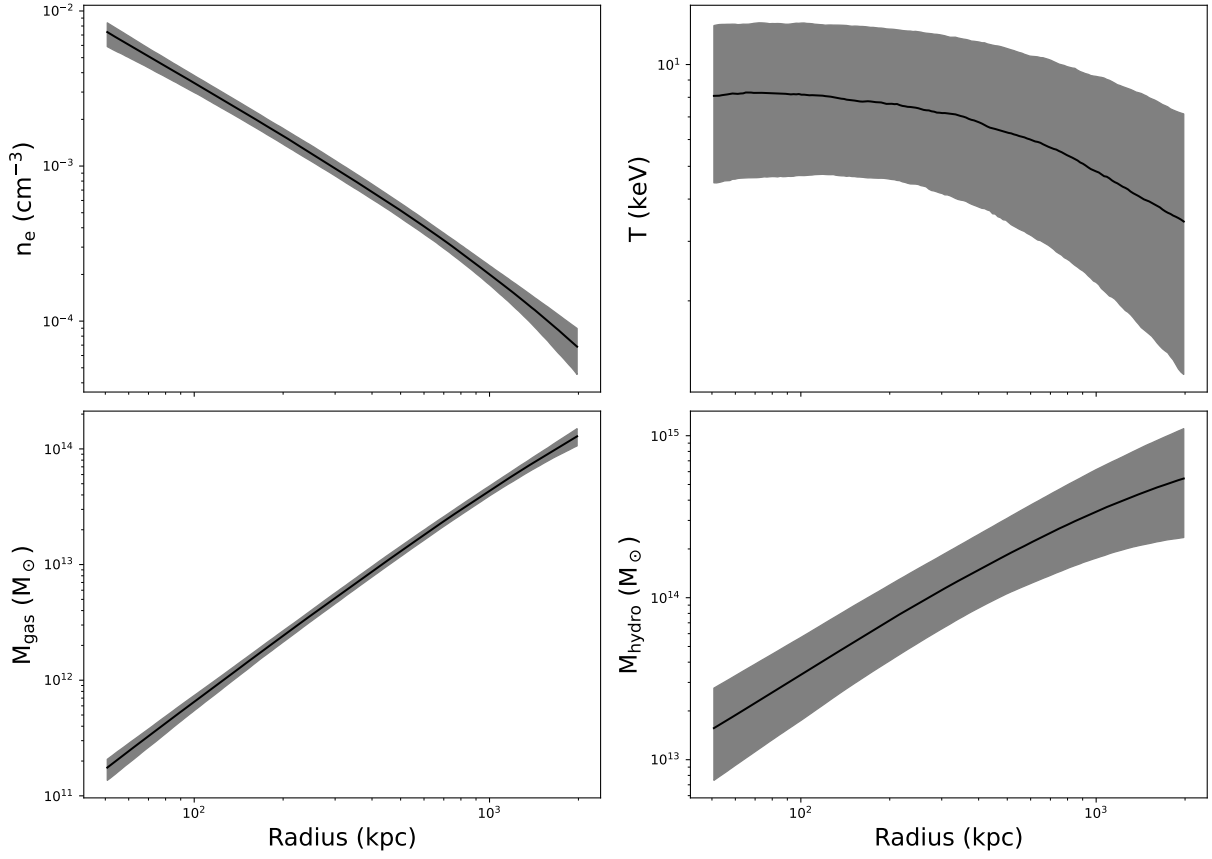 10⁻²
10⁻³
10⁻⁴
nₑ (cm⁻³)
10¹
T (keV)
10¹⁴
10¹³
10¹²
10¹¹
M_gas (M_⊙)
10²
10³
Radius (kpc)
10¹⁵
10¹⁴
10¹³
M_hydro (M_⊙)
10²
10³
Radius (kpc)